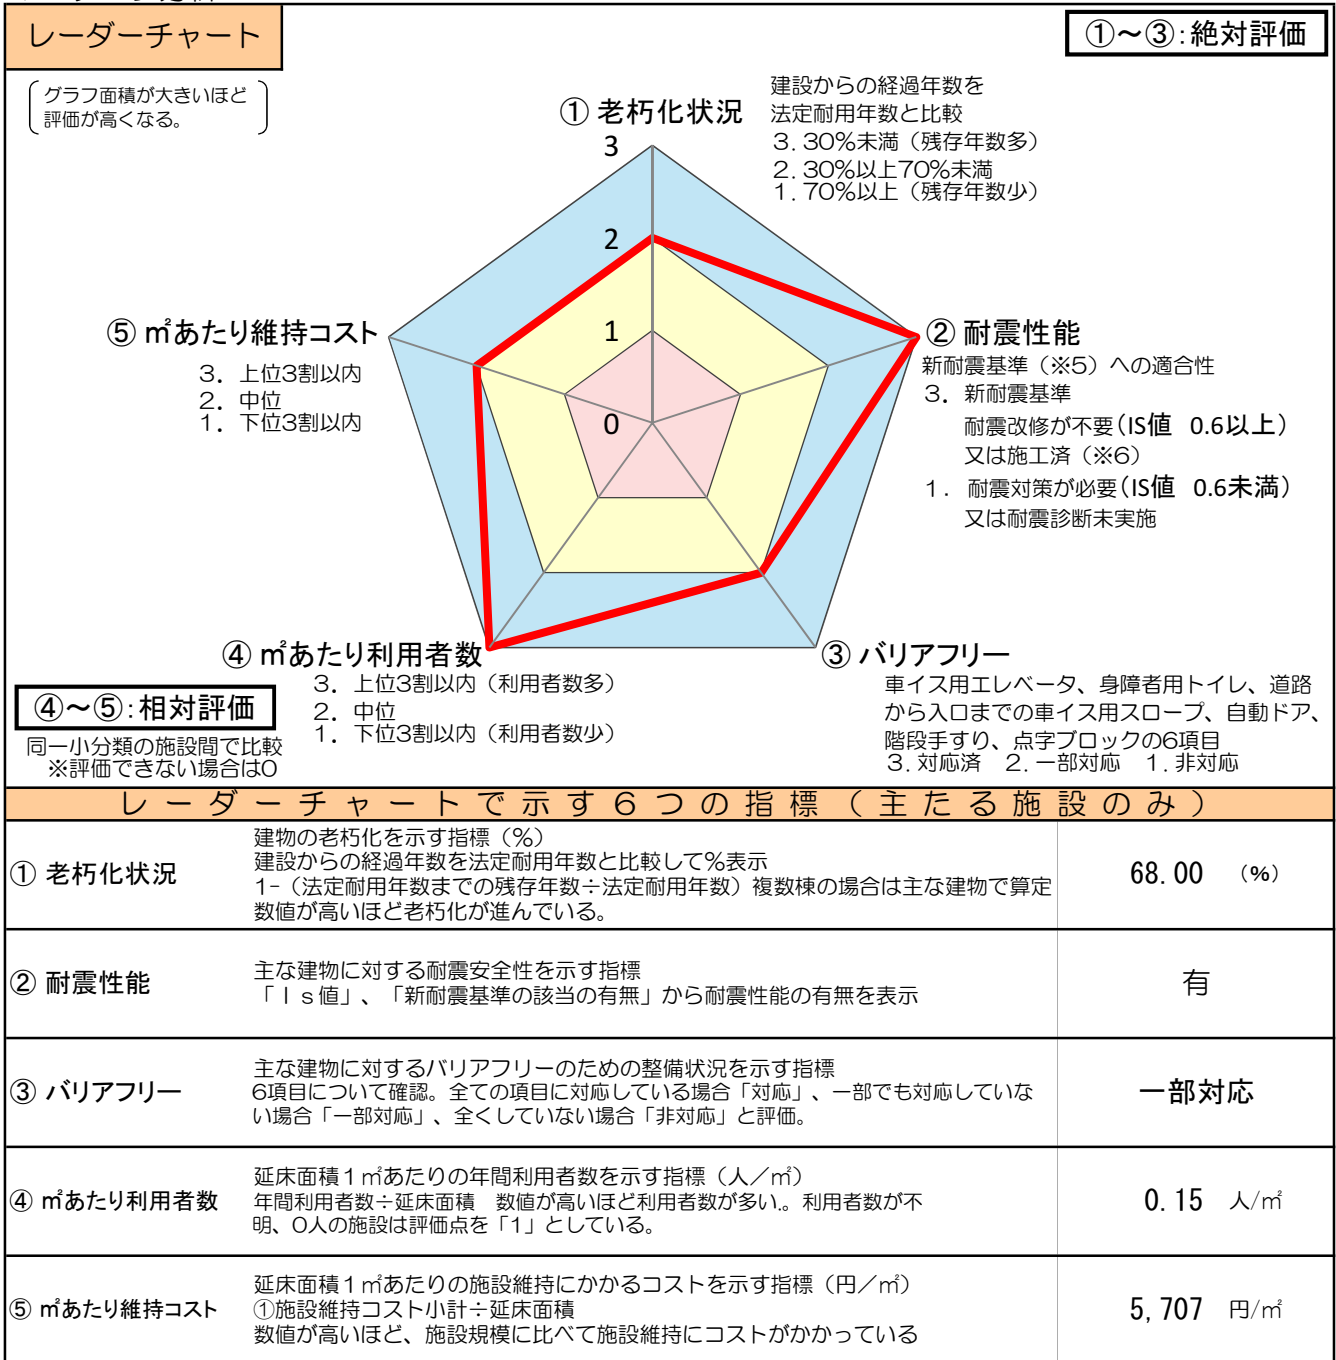 レーダーチャート
①～③：絶対評価
グラフ面積が大きいほど
評価が高くなる。
① 老朽化状況
建設からの経過年数を
法定耐用年数と比較
3．30％未満（残存年数多）
2．30％以上70％未満
1．70％以上（残存年数少）
3
2
1
0
⑤ ㎡あたり維持コスト
3．上位3割以内
2．中位
1．下位3割以内
② 耐震性能
新耐震基準（※5）への適合性
3．新耐震基準
耐震改修が不要（IS値 0.6以上）
又は施工済（※6）
1．耐震対策が必要（IS値 0.6未満）
又は耐震診断未実施
④ ㎡あたり利用者数
3．上位3割以内（利用者数多）
2．中位
1．下位3割以内（利用者数少）
④～⑤：相対評価
同一小分類の施設間で比較
※評価できない場合は0
③ バリアフリー
車イス用エレベータ、身障者用トイレ、道路
から入口までの車イス用スロープ、自動ドア、
階段手すり、点字ブロックの6項目
3．対応済 2．一部対応 1．非対応
レーダーチャートで示す６つの指標（主たる施設のみ）
① 老朽化状況
建物の老朽化を示す指標（％）
建設からの経過年数を法定耐用年数と比較して％表示
1-（法定耐用年数までの残存年数÷法定耐用年数）複数棟の場合は主な建物で算定
数値が高いほど老朽化が進んでいる。
68.00 （%）
② 耐震性能
主な建物に対する耐震安全性を示す指標
「Ｉｓ値」、「新耐震基準の該当の有無」から耐震性能の有無を表示
有
③ バリアフリー
主な建物に対するバリアフリーのための整備状況を示す指標
6項目について確認。全ての項目に対応している場合「対応」、一部でも対応していな
い場合「一部対応」、全くしていない場合「非対応」と評価。
一部対応
④ ㎡あたり利用者数
延床面積１㎡あたりの年間利用者数を示す指標（人／㎡）
年間利用者数÷延床面積 数値が高いほど利用者数が多い。利用者数が不
明、0人の施設は評価点を「1」としている。
0.15 人/㎡
⑤ ㎡あたり維持コスト
延床面積１㎡あたりの施設維持にかかるコストを示す指標（円／㎡）
①施設維持コスト小計÷延床面積
数値が高いほど、施設規模に比べて施設維持にコストがかかっている
5,707 円/㎡